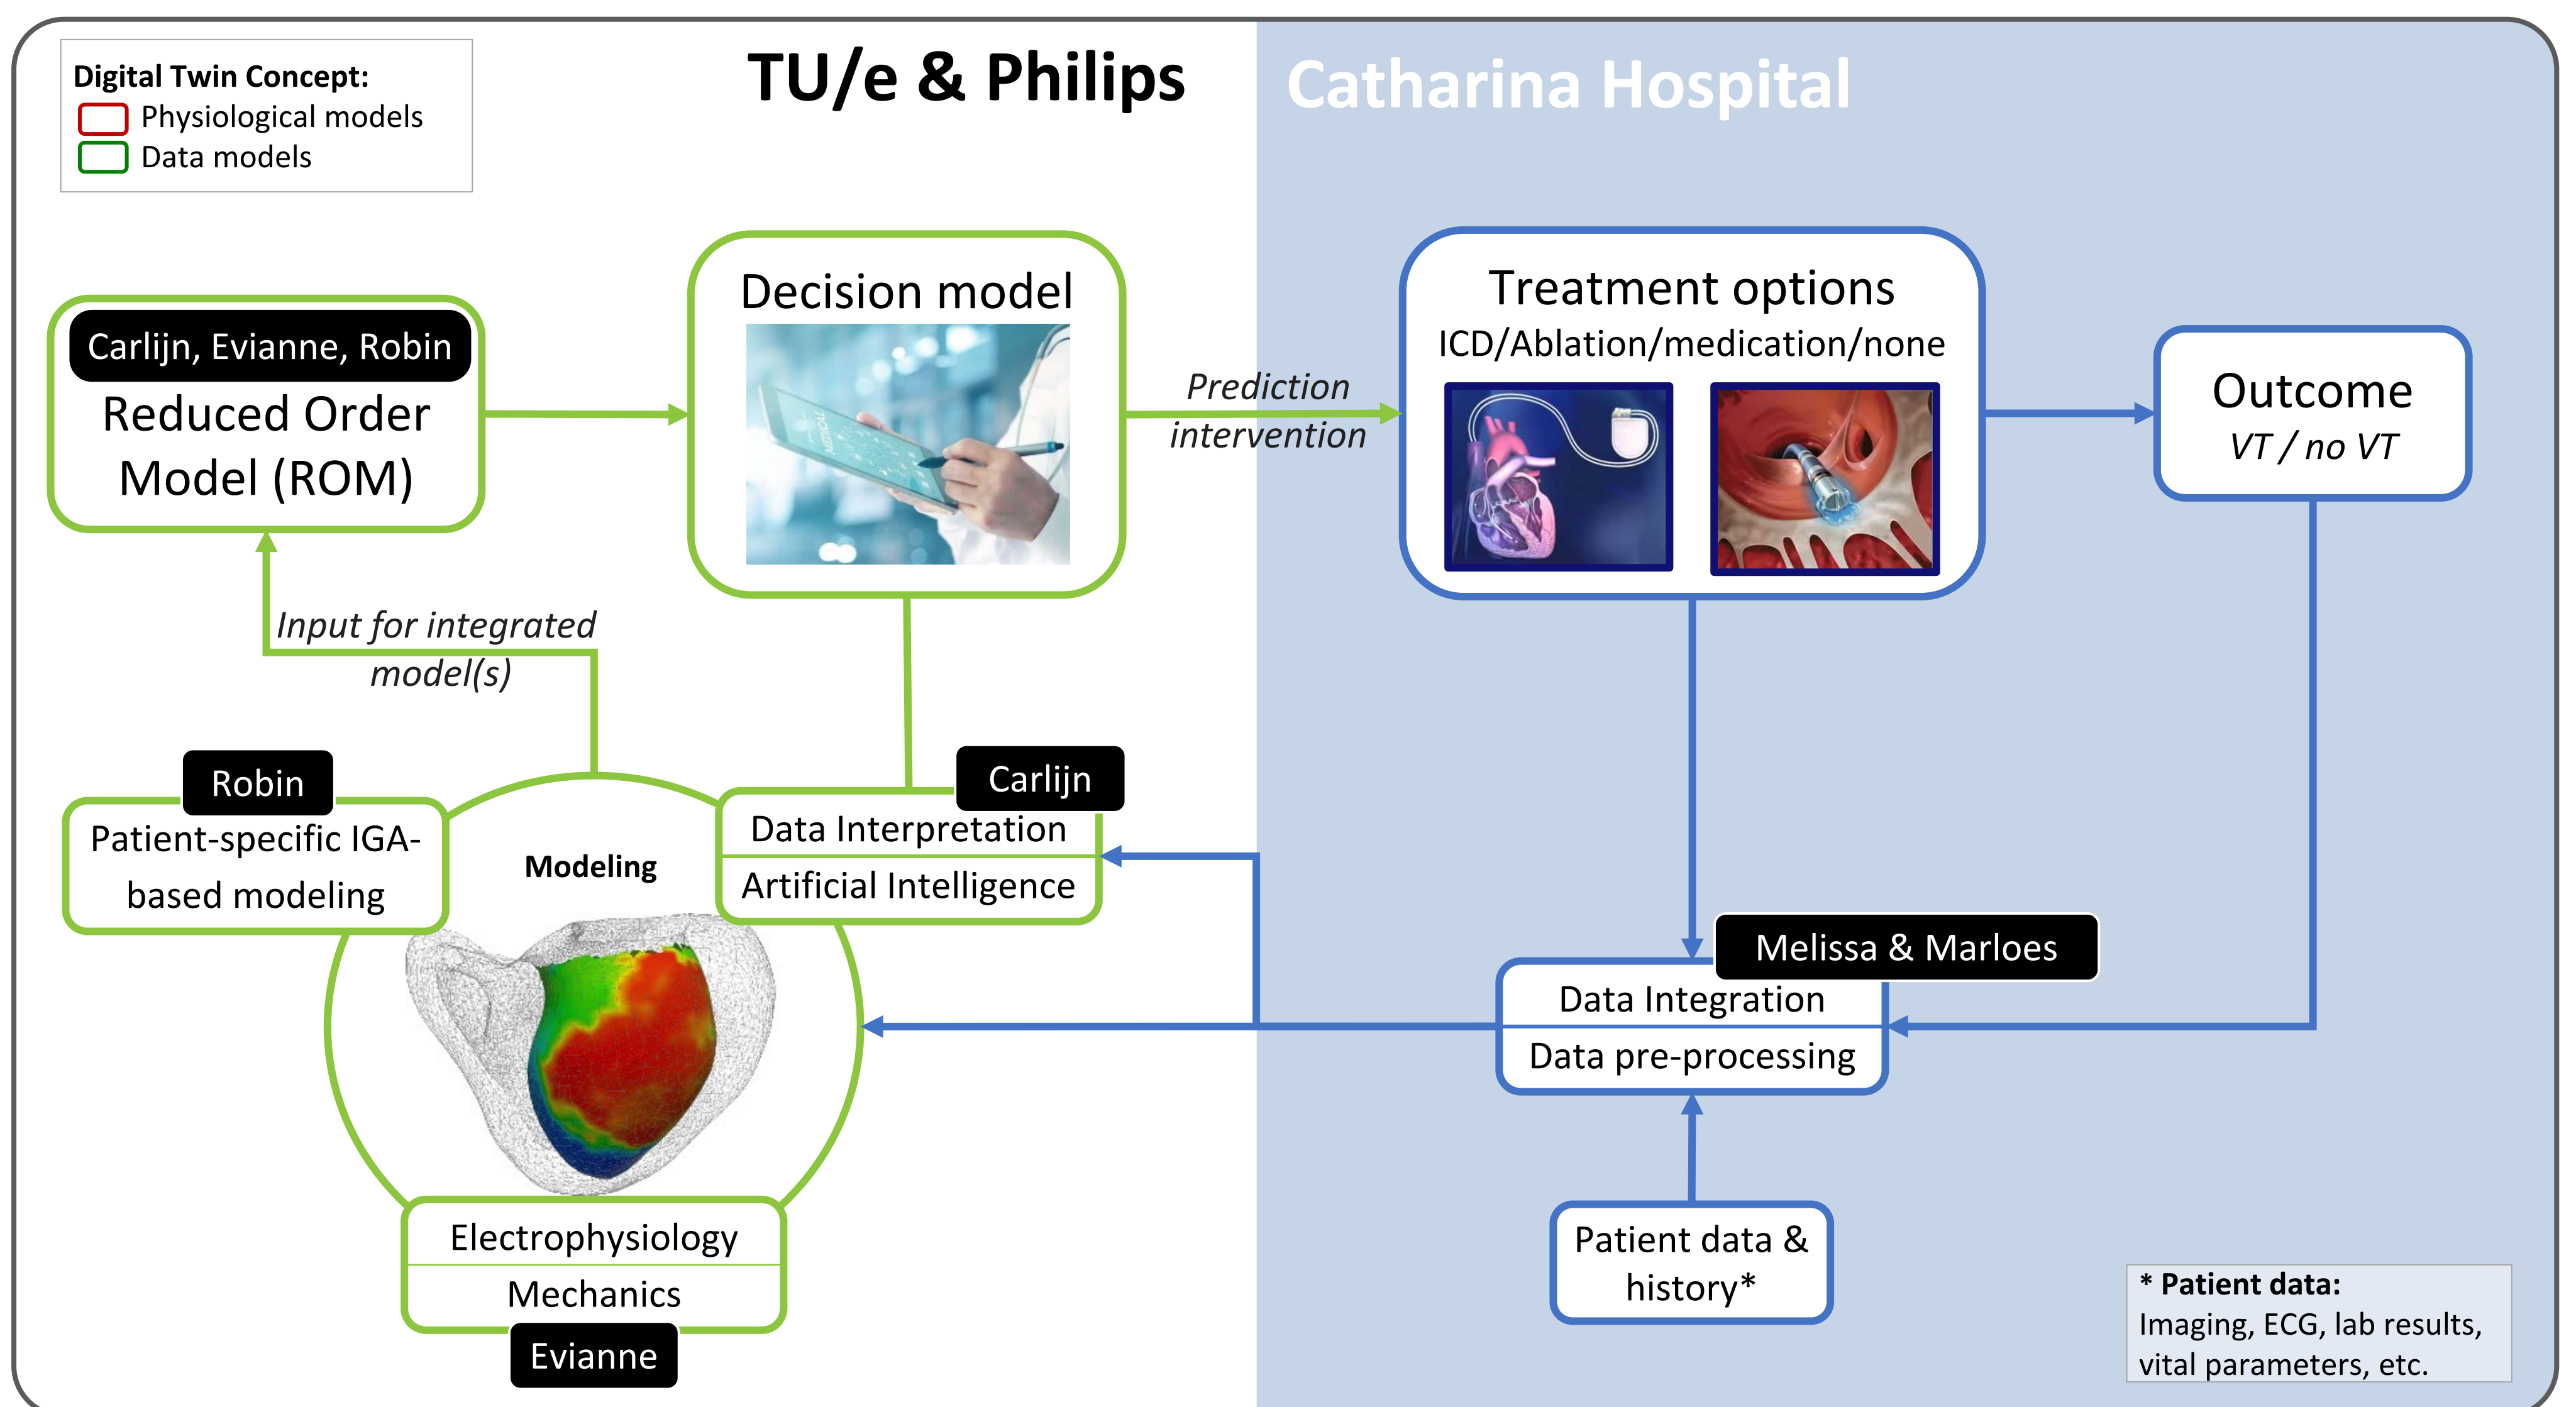 Digital Twin Concept:
Physiological models
Data models
TU/e & Philips
Catharina Hospital
Carlijn, Evianne, Robin
Reduced Order
Model (ROM)
Decision model
MEDICAL
Prediction
intervention
Treatment options
ICD/Ablation/medication/none
Outcome
VT / no VT
Input for integrated
model(s)
Robin
Patient-specific IGA-
based modeling
Modeling
Carlijn
Data Interpretation
Artificial Intelligence
Melissa & Marloes
Data Integration
Data pre-processing
Electrophysiology
Mechanics
Evianne
Patient data &
history*
* Patient data:
Imaging, ECG, lab results,
vital parameters, etc.